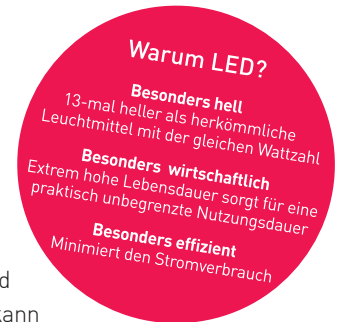 Warum LED?
Besonders hell
13-mal heller als herkömmliche
Leuchtmittel mit der gleichen Wattzahl
Besonders wirtschaftlich
Extrem hohe Lebensdauer sorgt für eine
praktisch unbegrenzte Nutzungsdauer
Besonders effizient
Minimiert den Stromverbrauch